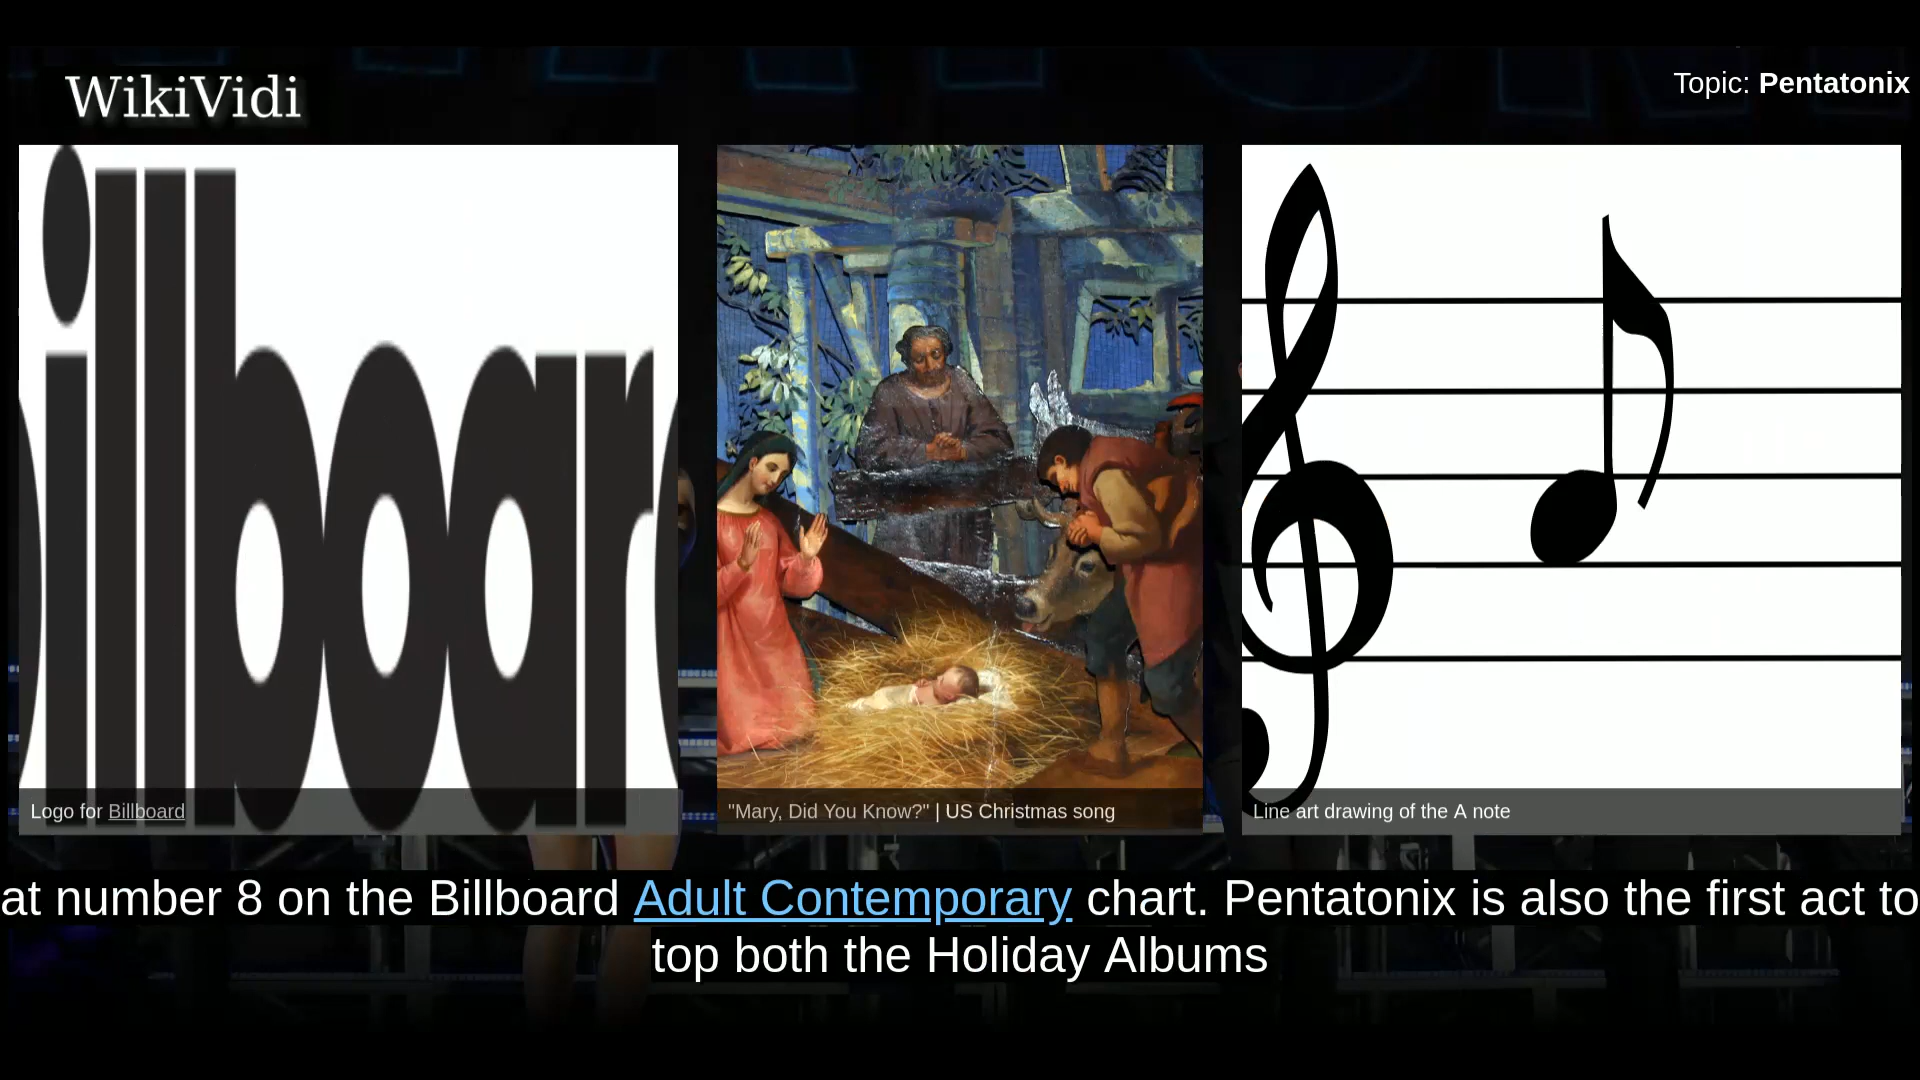 WikiVidi
Topic: Pentatonix
illboard
Logo for Billboard
"Mary, Did You Know?" | US Christmas song
Line art drawing of the A note
at number 8 on the Billboard Adult Contemporary chart. Pentatonix is also the first act to
top both the Holiday Albums